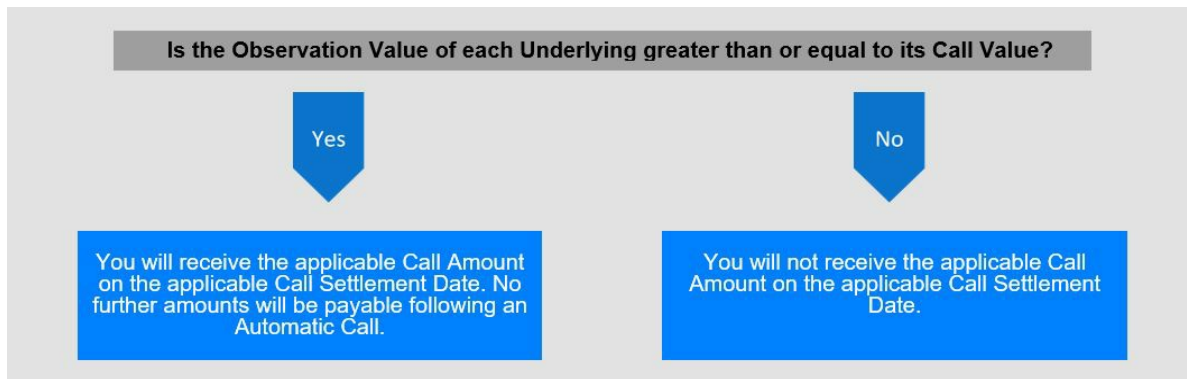 Is the Observation Value of each Underlying greater than or equal to its Call Value?
Yes
No
You will receive the applicable Call Amount
on the applicable Call Settlement Date. No
further amounts will be payable following an
Automatic Call.
You will not receive the applicable Call
Amount on the applicable Call Settlement
Date.